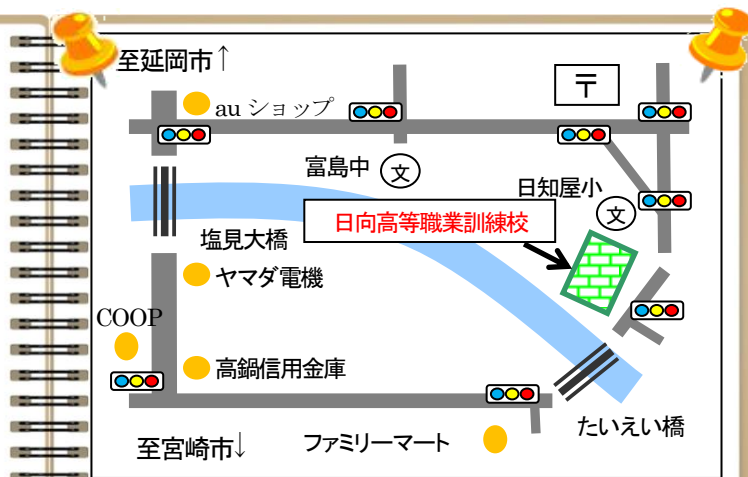 至延岡市↑
auショップ
〒
富島中
文
日知屋小
文
日向高等職業訓練校
塩見大橋
ヤマダ電機
COOP
高鍋信用金庫
たいえい橋
至宮崎市↓
ファミリーマート